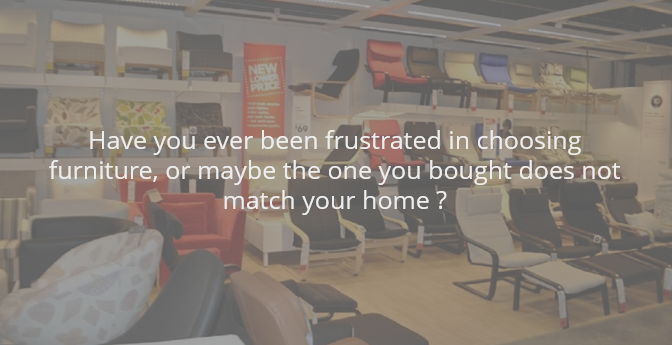 NEW
LOWER
PRICE
$69
Have you ever been frustrated in choosing
furniture, or maybe the one you bought does not
match your home ?